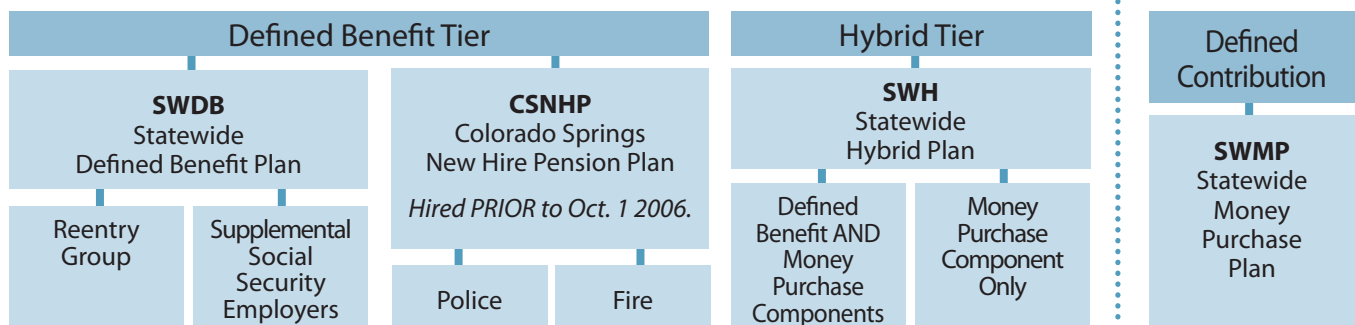 Defined Benefit Tier
SWDB
Statewide
Defined Benefit Plan
Reentry
Group
Supplemental
Social
Security
Employers
CSNHP
Colorado Springs
New Hire Pension Plan
Hired PRIOR to Oct. 1 2006.
Police
Fire
Hybrid Tier
SWH
Statewide
Hybrid Plan
Defined
Benefit AND
Money
Purchase
Components
Money
Purchase
Component
Only
Defined
Contribution
SWMP
Statewide
Money
Purchase
Plan